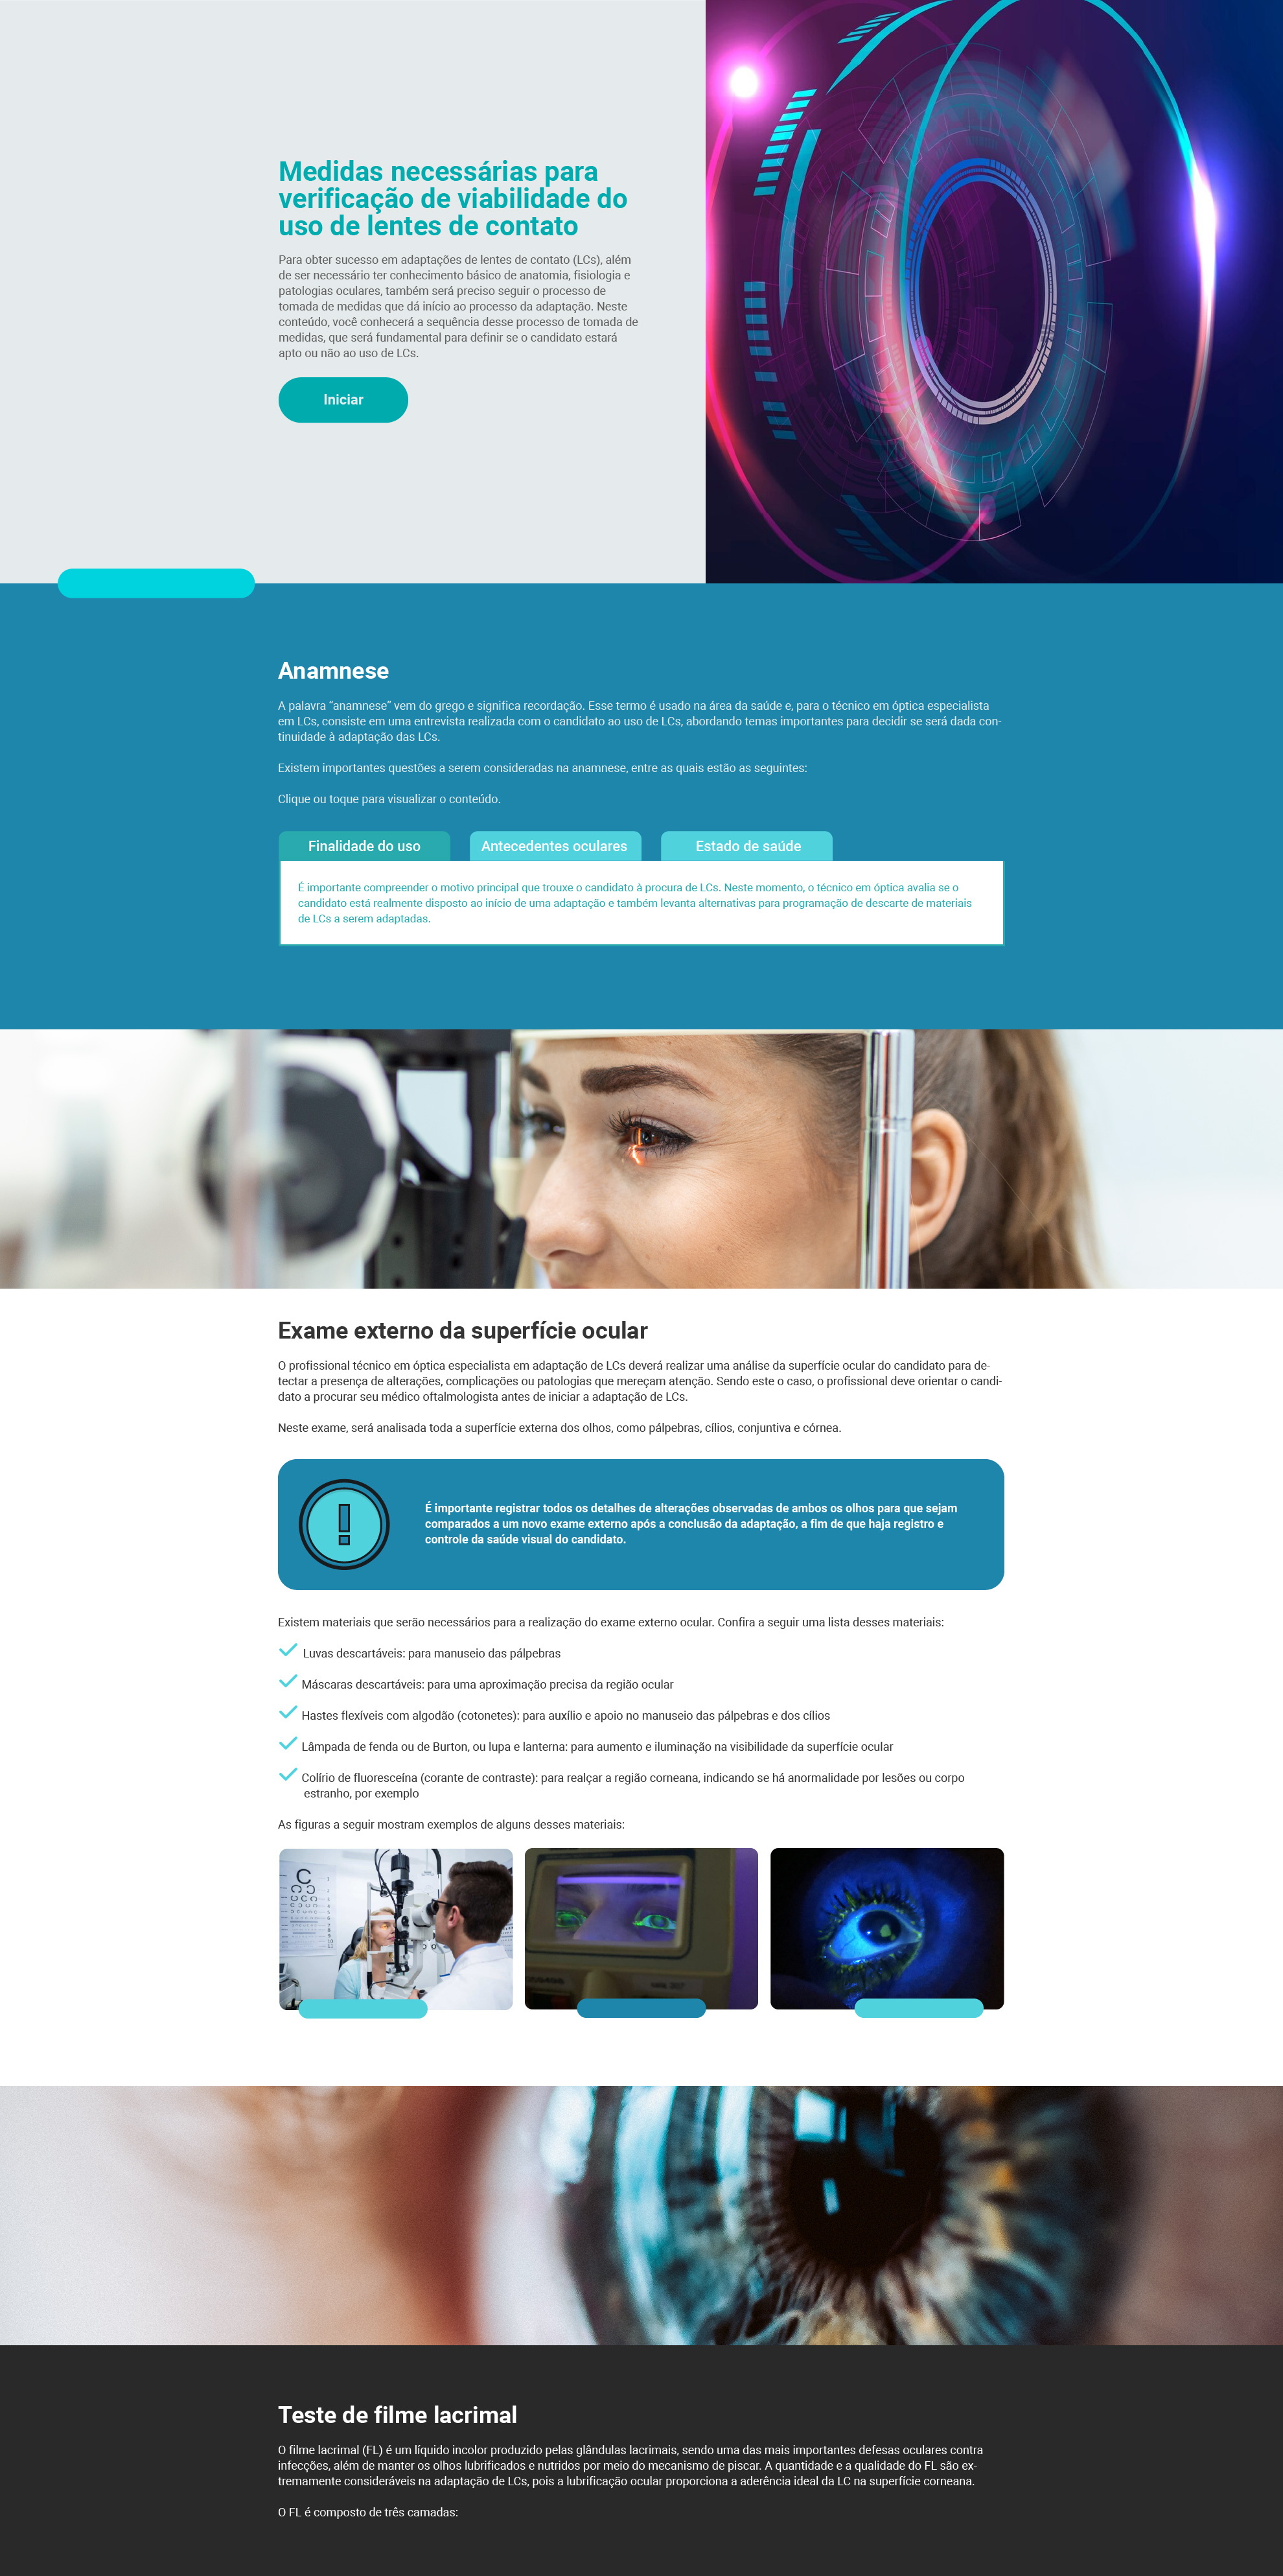 Medidas necessárias para
verificação de viabilidade do
uso de lentes de contato
Para obter sucesso em adaptações de lentes de contato (LCs), além
de ser necessário ter conhecimento básico de anatomia, fisiologia e
patologias oculares, também será preciso seguir o processo de
tomada de medidas que dá início ao processo da adaptação. Neste
conteúdo, você conhecerá a sequência desse processo de tomada de
medidas, que será fundamental para definir se o candidato estará
apto ou não ao uso de LCs.
Iniciar
Anamnese
A palavra “anamnese” vem do grego e significa recordação. Esse termo é usado na área da saúde e, para o técnico em óptica especialista
em LCs, consiste em uma entrevista realizada com o candidato ao uso de LCs, abordando temas importantes para decidir se será dada con-
tinuidade à adaptação das LCs.
Existem importantes questões a serem consideradas na anamnese, entre as quais estão as seguintes:
Clique ou toque para visualizar o conteúdo.
Finalidade do uso
Antecedentes oculares
Estado de saúde
É importante compreender o motivo principal que trouxe o candidato à procura de LCs. Neste momento, o técnico em óptica avalia se o
candidato está realmente disposto ao início de uma adaptação e também levanta alternativas para programação de descarte de materiais
de LCs a serem adaptadas.
Exame externo da superfície ocular
O profissional técnico em óptica especialista em adaptação de LCs deverá realizar uma análise da superfície ocular do candidato para de-
tectar a presença de alterações, complicações ou patologias que mereçam atenção. Sendo este o caso, o profissional deve orientar o candi-
dato a procurar seu médico oftalmologista antes de iniciar a adaptação de LCs.
Neste exame, será analisada toda a superfície externa dos olhos, como pálpebras, cílios, conjuntiva e córnea.
É importante registrar todos os detalhes de alterações observadas de ambos os olhos para que sejam
comparados a um novo exame externo após a conclusão da adaptação, a fim de que haja registro e
controle da saúde visual do candidato.
Existem materiais que serão necessários para a realização do exame externo ocular. Confira a seguir uma lista desses materiais:
Luvas descartáveis: para manuseio das pálpebras
Máscaras descartáveis: para uma aproximação precisa da região ocular
Hastes flexíveis com algodão (cotonetes): para auxílio e apoio no manuseio das pálpebras e dos cílios
Lâmpada de fenda ou de Burton, ou lupa e lanterna: para aumento e iluminação na visibilidade da superfície ocular
Colírio de fluoresceína (corante de contraste): para realçar a região corneana, indicando se há anormalidade por lesões ou corpo
estranho, por exemplo
As figuras a seguir mostram exemplos de alguns desses materiais:
Teste de filme lacrimal
O filme lacrimal (FL) é um líquido incolor produzido pelas glândulas lacrimais, sendo uma das mais importantes defesas oculares contra
infecções, além de manter os olhos lubrificados e nutridos por meio do mecanismo de piscar. A quantidade e a qualidade do FL são ex-
tremamente consideráveis na adaptação de LCs, pois a lubrificação ocular proporciona a aderência ideal da LC na superfície corneana.
O FL é composto de três camadas: